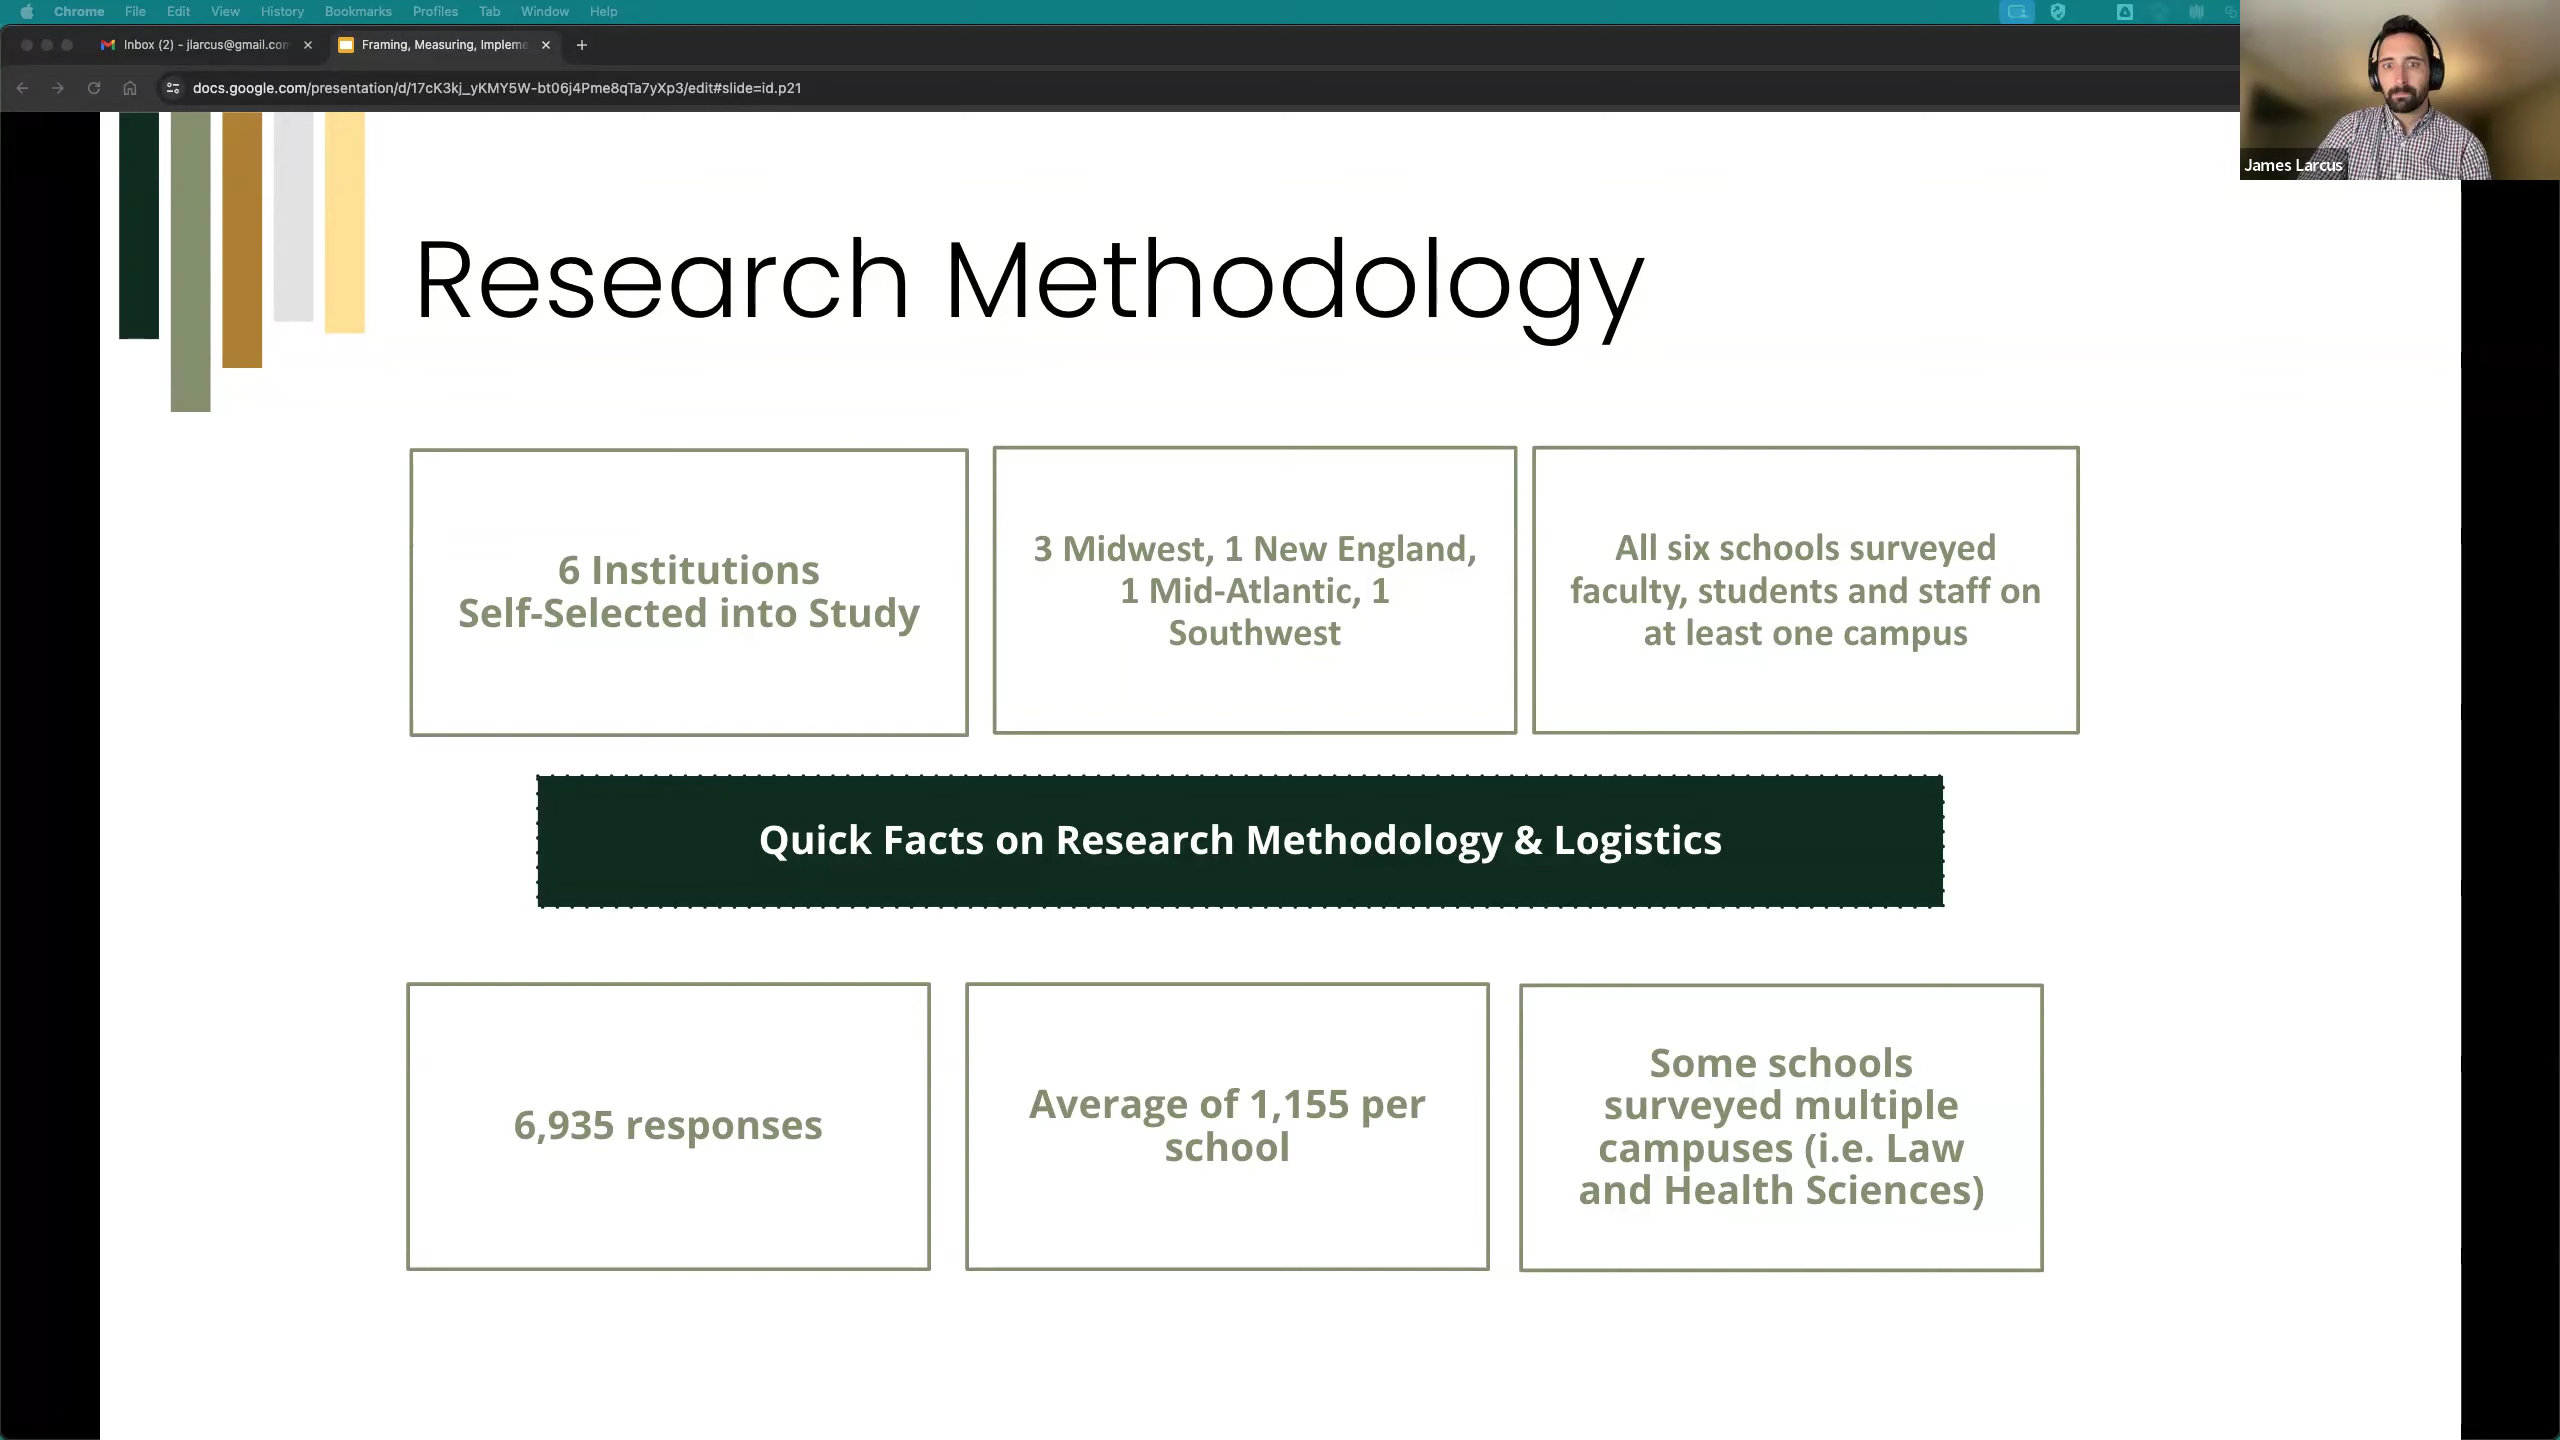 Chrome File Edit View History Bookmarks Profiles Tab Window Help
Inbox (2) - jlarcus@gmail.con
Framing, Measuring, Impleme
docs.google.com/presentation/d/17cK3kj_yKMY5W-bt06j4Pme8qTa7yXp3/edit#slide=id.p21
James Larcus
Research Methodology
6 Institutions
Self-Selected into Study
3 Midwest, 1 New England,
1 Mid-Atlantic, 1
Southwest
All six schools surveyed
faculty, students and staff on
at least one campus
Quick Facts on Research Methodology & Logistics
6,935 responses
Average of 1,155 per
school
Some schools
surveyed multiple
campuses (i.e. Law
and Health Sciences)